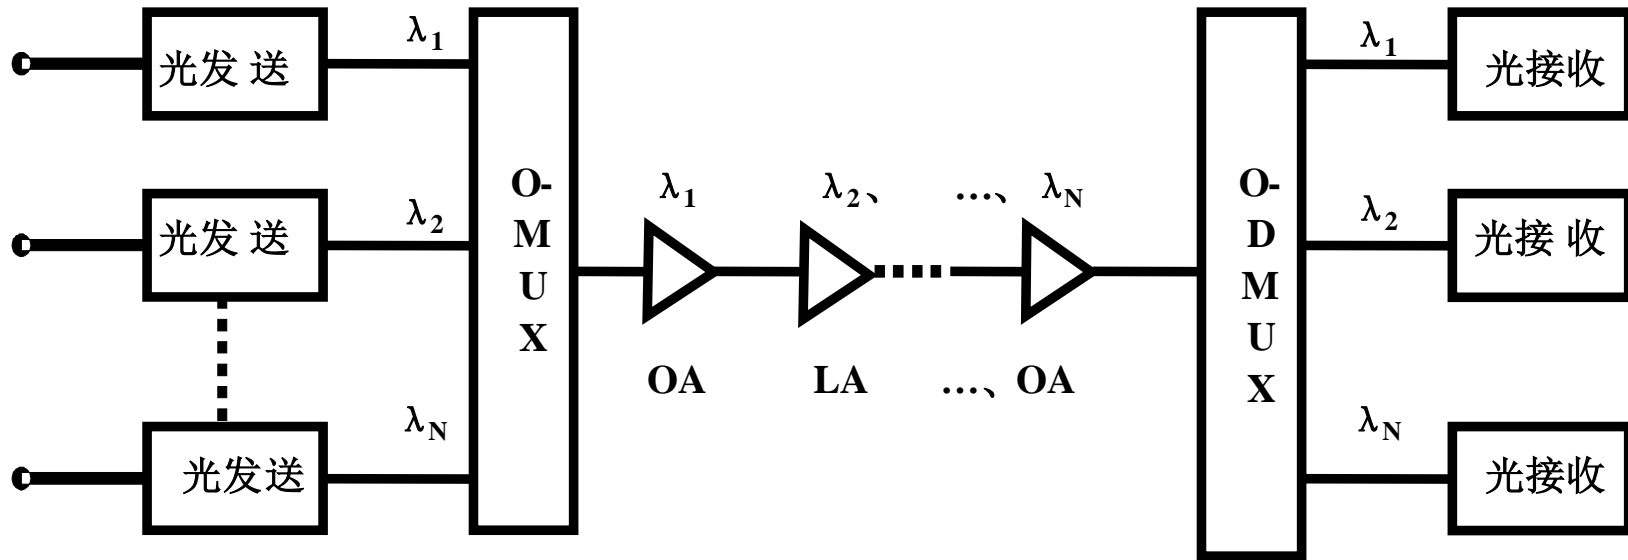 光发 送
λ1
O-
M
U
X
光发 送
λ2
光发送
λN
λ1
λ2、
…、
λN
OA
LA
…、
OA
O-
D
M
U
X
λ1
光接收
λ2
光接 收
λN
光接收